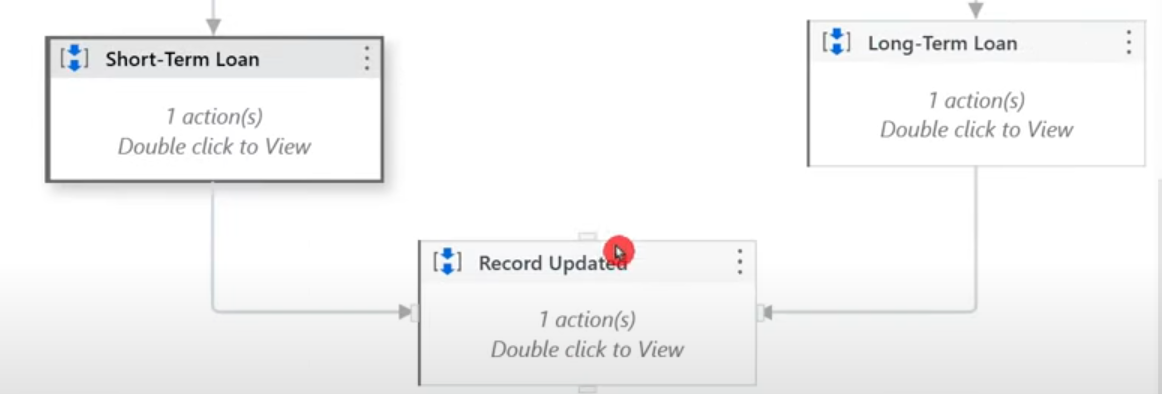 Short-Term Loan
1 action(s)
Double click to View
Long-Term Loan
1 action(s)
Double click to View
Record Updated
1 action(s)
Double click to View